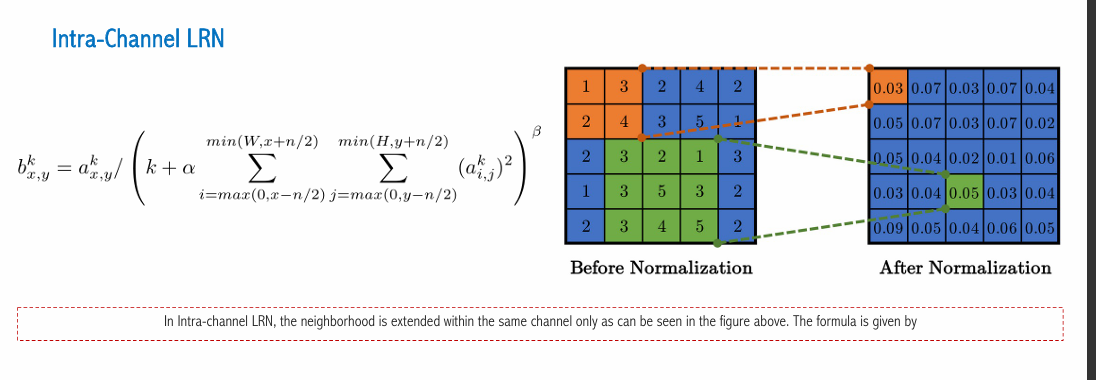 Intra-Channel LRN
b^k_{x,y} = a^k_{x,y} / ( k + α \sum_{i=max(0,x−n/2)}^{min(W,x+n/2)} \sum_{j=max(0,y−n/2)}^{min(H,y+n/2)} (a^k_{i,j})^2 )^β
1 3 2 4 2
2 4 3 5 1
2 3 2 1 3
1 3 5 3 2
2 3 4 5 2
Before Normalization
0.03 0.07 0.03 0.07 0.04
0.05 0.07 0.03 0.07 0.02
0.05 0.04 0.02 0.01 0.06
0.03 0.04 0.05 0.03 0.04
0.09 0.05 0.04 0.06 0.05
After Normalization
In Intra-channel LRN, the neighborhood is extended within the same channel only as can be seen in the figure above. The formula is given by